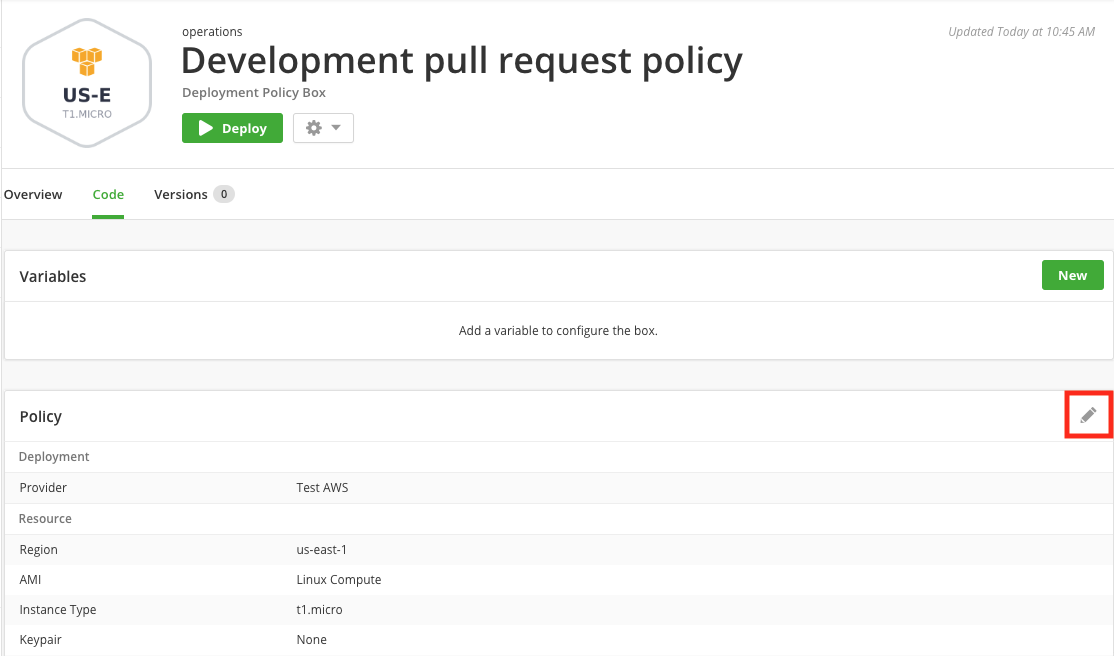 operations
Updated Today at 10:45 AM
Development pull request policy
US-E
T1.MICRO
Deployment Policy Box
Deploy
Overview Code Versions 0
Variables New
Add a variable to configure the box.
Policy
Deployment
Provider Test AWS
Resource
Region us-east-1
AMI Linux Compute
Instance Type t1.micro
Keypair None